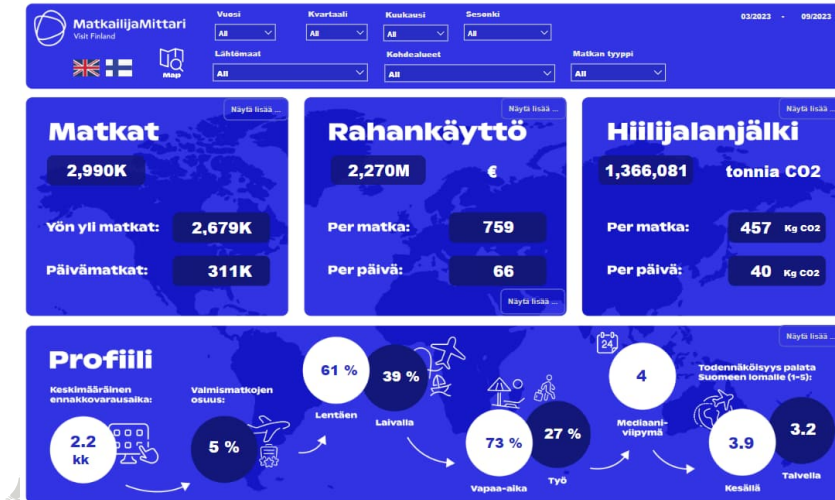 MatkailijaMittari
Visit Finland
Map
Vuosi
All
Kvartaali
All
Kuukausi
All
Sesonki
All
03/2023 - 09/2023
Lähtömaat
All
Kohdealueet
All
Matkan tyyppi
All
Näytä lisää ...
Matkat
2,990K
Yön yli matkat: 2,679K
Päivämatkat: 311K
Näytä lisää ...
Rahankäyttö
2,270M €
Per matka: 759
Per päivä: 66
Näytä lisää ...
Näytä lisää ...
Hiilijalanjälki
1,366,081 tonnia CO2
Per matka: 457 Kg CO2
Per päivä: 40 Kg CO2
Näytä lisää ...
Profiili
Keskimääräinen
ennakkovarausaika:
2.2
kk
Valmismatkojen
osuus:
5 %
61 %
Lentäen
39 %
Laivalla
73 %
Vapaa-aika
27 %
Työ
24
4
Mediaani-
viipymä
Todennäköisyys palata
Suomeen lomalle (1-5):
3.9
Kesällä
3.2
Talvella